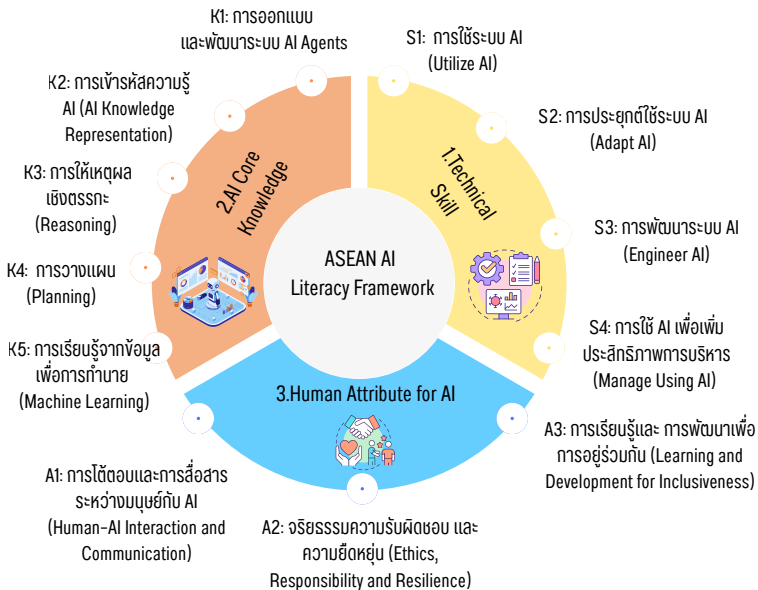 K1: การออกแบบ
และพัฒนาระบบ AI Agents
S1: การใช้ระบบ AI
(Utilize AI)
K2: การเข้ารหัสความรู้
AI (AI Knowledge
Representation)
S2: การประยุกต์ใช้ระบบ AI
(Adapt AI)
2.AI Core
Knowledge
1.Technical
Skill
K3: การให้เหตุผล
เชิงตรรกะ
(Reasoning)
S3: การพัฒนาระบบ AI
(Engineer AI)
ASEAN AI
Literacy Framework
K4: การวางแผน
(Planning)
K5: การเรียนรู้จากข้อมูล
เพื่อการทำนาย
(Machine Learning)
S4: การใช้ AI เพื่อเพิ่ม
ประสิทธิภาพการบริหาร
(Manage Using AI)
3.Human Attribute for AI
A1: การโต้ตอบและการสื่อสาร
ระหว่างมนุษย์กับ AI
(Human-AI Interaction and
Communication)
A2: จริยธรรมความรับผิดชอบ และ
ความยืดหยุ่น (Ethics,
Responsibility and Resilience)
A3: การเรียนรู้และ การพัฒนาเพื่อ
การอยู่ร่วมกัน (Learning and
Development for Inclusiveness)